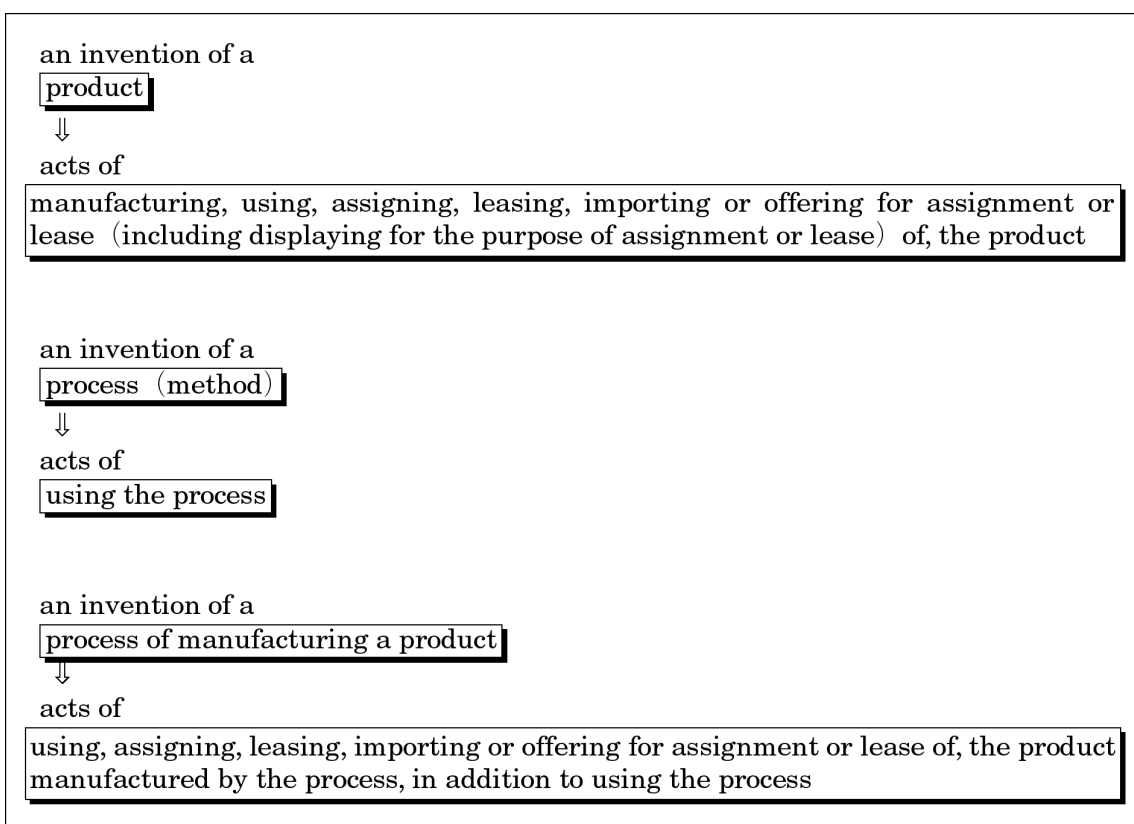 an invention of a
product
⇓
acts of
manufacturing, using, assigning, leasing, importing or offering for assignment or
lease（including displaying for the purpose of assignment or lease）of, the product
an invention of a
process（method）
⇓
acts of
using the process
an invention of a
process of manufacturing a product
⇓
acts of
using, assigning, leasing, importing or offering for assignment or lease of, the product
manufactured by the process, in addition to using the process